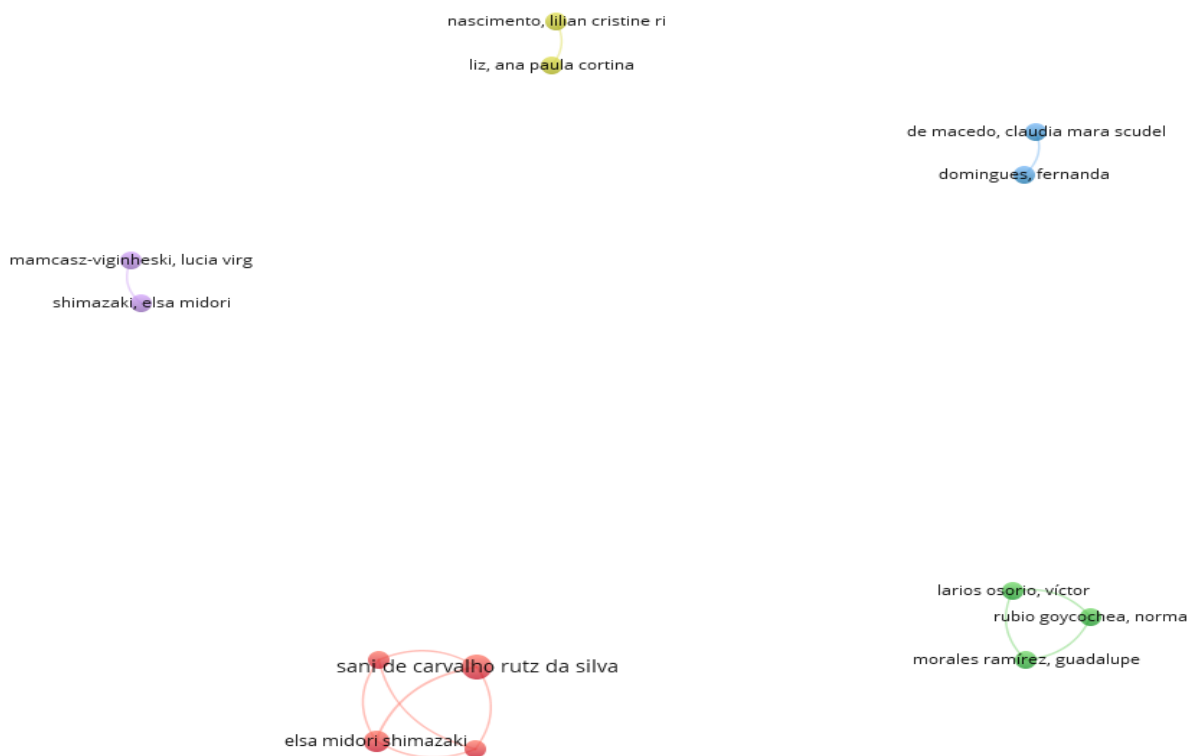 nascimento, lilian cristine ri
liz, ana paula cortina
de macedo, claudia mara scudel
domingues, fernanda
mamcasz-viginheski, lucia virg
shimazaki, elsa midori
larios osorio, víctor
rubio goycochea, norma
morales ramírez, guadalupe
sani de carvalho rutz da silva
elsa midori shimazaki